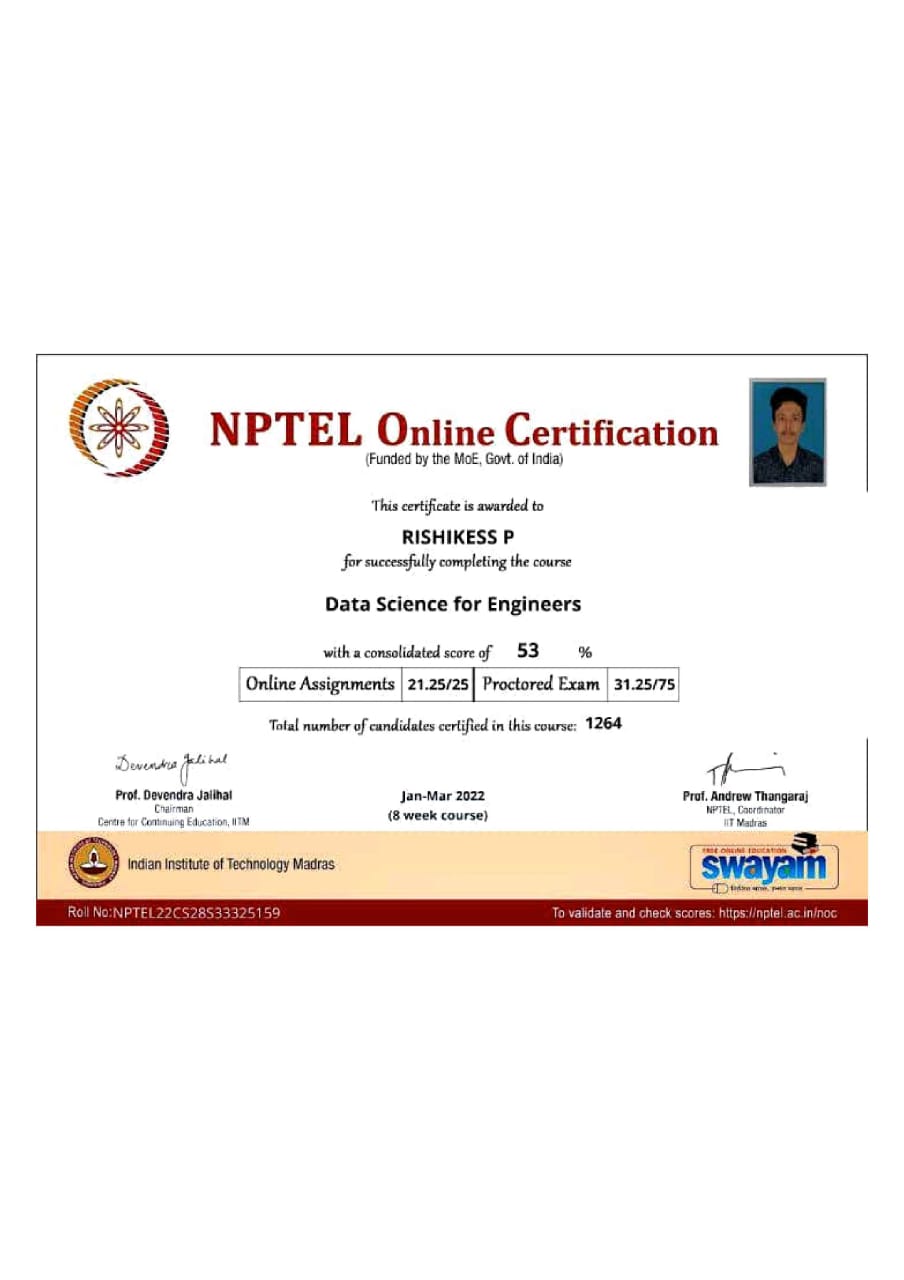 NPTEL Online Certification
(Funded by the MoE, Govt. of India)
This certificate is awarded to
RISHIKESS P
for successfully completing the course
Data Science for Engineers
with a consolidated score of 53 %
Online Assignments 21.25/25 Proctored Exam 31.25/75
Total number of candidates certified in this course: 1264
Devendra Jalihal
Prof. Devendra Jalihal
Chairman
Centre for Continuing Education, IITM
Jan-Mar 2022
(8 week course)
Prof. Andrew Thangaraj
NPTEL, Coordinator
IIT Madras
Indian Institute of Technology Madras
FREE ONLINE EDUCATION
swayam
Roll No:NPTEL22CS28S33325159
To validate and check scores: https://nptel.ac.in/noc